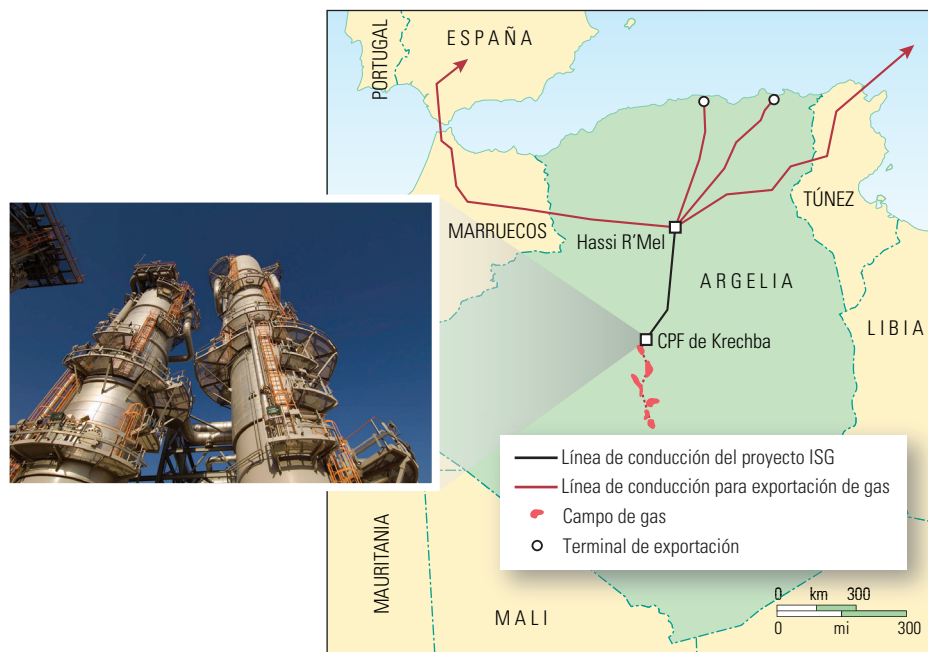 PORTUGAL
ESPAÑA
MARRUECOS
Hassi R’Mel
TÚNEZ
ARGELIA
LIBIA
CPF de Krechba
MAURITANIA
MALI
Línea de conducción del proyecto ISG
Línea de conducción para exportación de gas
Campo de gas
Terminal de exportación
0 km 300
0 mi 300